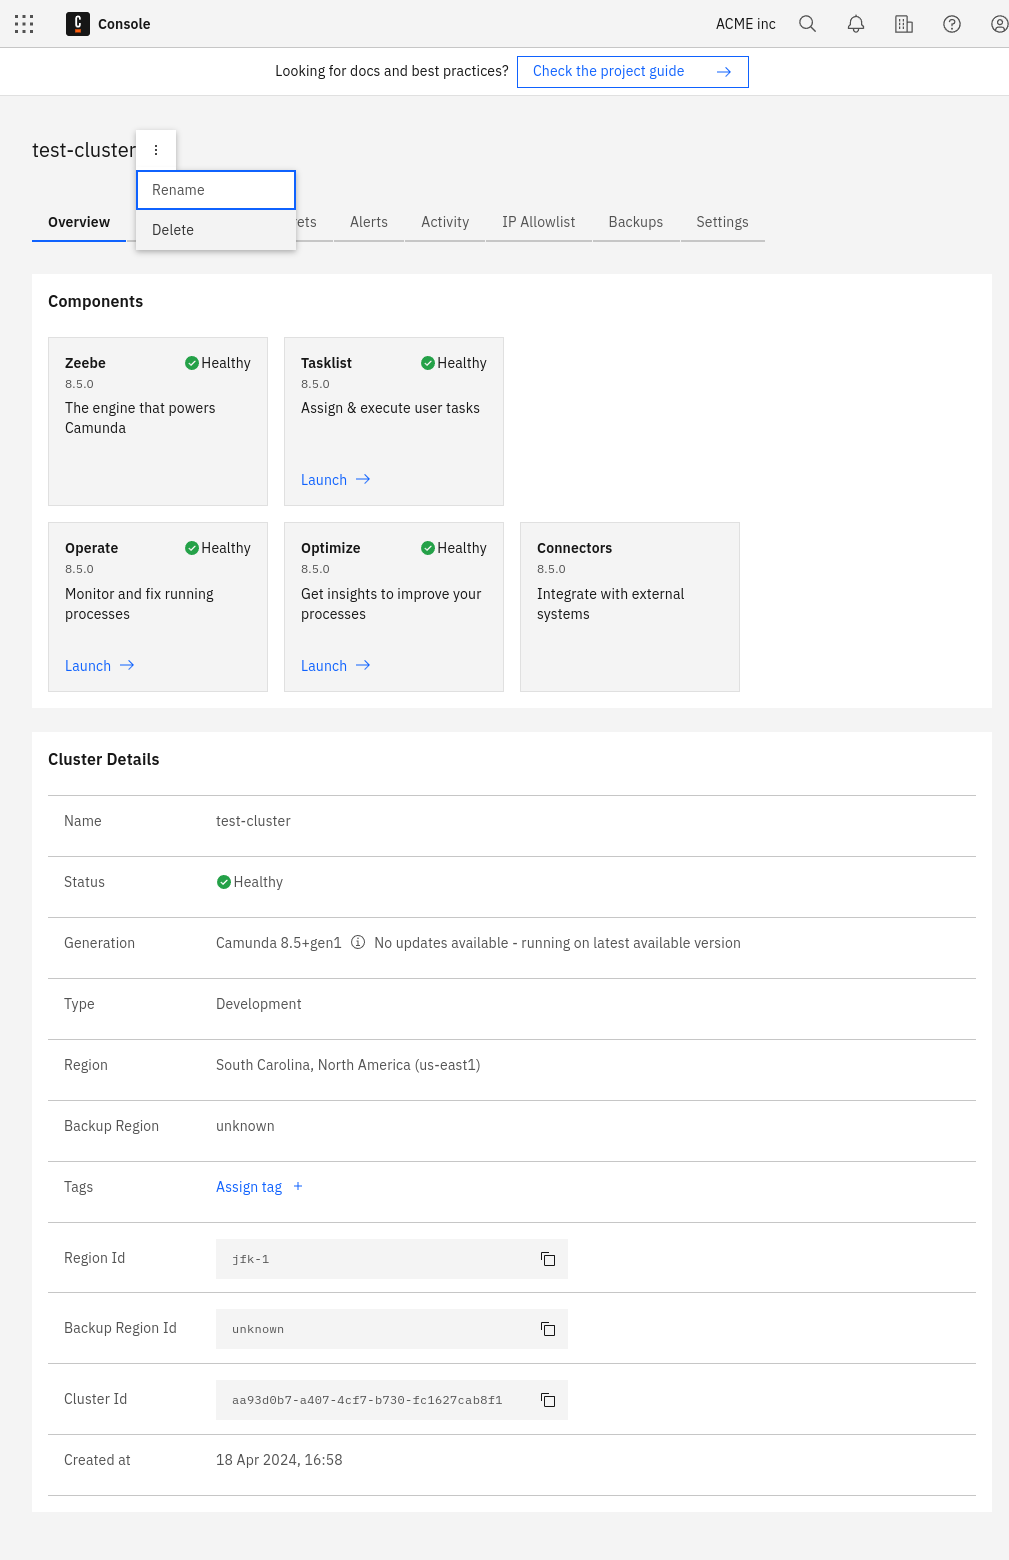 Console
ACME inc
Looking for docs and best practices? Check the project guide
test-cluster
Rename
Delete
Overview
Alerts
Activity
IP Allowlist
Backups
Settings
Components
Zeebe
Healthy
8.5.0
The engine that powers
Camunda
Tasklist
Healthy
8.5.0
Assign & execute user tasks
Launch
Operate
Healthy
8.5.0
Monitor and fix running
processes
Launch
Optimize
Healthy
8.5.0
Get insights to improve your
processes
Launch
Connectors
8.5.0
Integrate with external
systems
Cluster Details
Name test-cluster
Status Healthy
Generation Camunda 8.5+gen1 No updates available - running on latest available version
Type Development
Region South Carolina, North America (us-east1)
Backup Region unknown
Tags Assign tag +
Region Id jfk-1
Backup Region Id unknown
Cluster Id aa93d0b7-a407-4cf7-b730-fc1627cab8f1
Created at 18 Apr 2024, 16:58